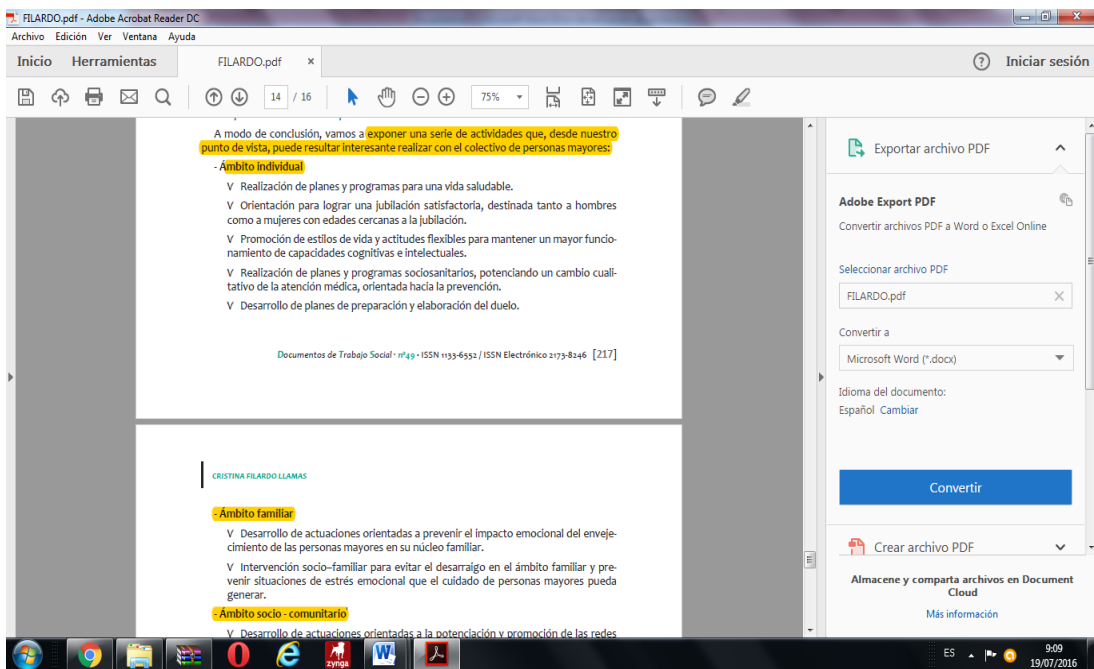 FILARDO.pdf - Adobe Acrobat Reader DC
Archivo Edición Ver Ventana Ayuda
Inicio Herramientas FILARDO.pdf × ? Iniciar sesión
14 / 16 75%
A modo de conclusión, vamos a exponer una serie de actividades que, desde nuestro
punto de vista, puede resultar interesante realizar con el colectivo de personas mayores:
- Ámbito individual
V Realización de planes y programas para una vida saludable.
V Orientación para lograr una jubilación satisfactoria, destinada tanto a hombres
como a mujeres con edades cercanas a la jubilación.
V Promoción de estilos de vida y actitudes flexibles para mantener un mayor funcio-
namiento de capacidades cognitivas e intelectuales.
V Realización de planes y programas sociosanitarios, potenciando un cambio cuali-
tativo de la atención médica, orientada hacia la prevención.
V Desarrollo de planes de preparación y elaboración del duelo.
Documentos de Trabajo Social · nº49 · ISSN 1133-6552 / ISSN Electrónico 2173-8246 [217]
CRISTINA FILARDO LLAMAS
- Ámbito familiar
V Desarrollo de actuaciones orientadas a prevenir el impacto emocional del enveje-
cimiento de las personas mayores en su núcleo familiar.
V Intervención socio–familiar para evitar el desarraigo en el ámbito familiar y pre-
venir situaciones de estrés emocional que el cuidado de personas mayores pueda
generar.
- Ámbito socio - comunitario
V Desarrollo de actuaciones orientadas a la potenciación y promoción de las redes
Exportar archivo PDF
Adobe Export PDF
Convertir archivos PDF a Word o Excel Online
Seleccionar archivo PDF
FILARDO.pdf ×
Convertir a
Microsoft Word (*.docx)
Idioma del documento:
Español Cambiar
Convertir
Crear archivo PDF
Almacene y comparta archivos en Document
Cloud
Más información
zynga
ES 9:09
19/07/2016